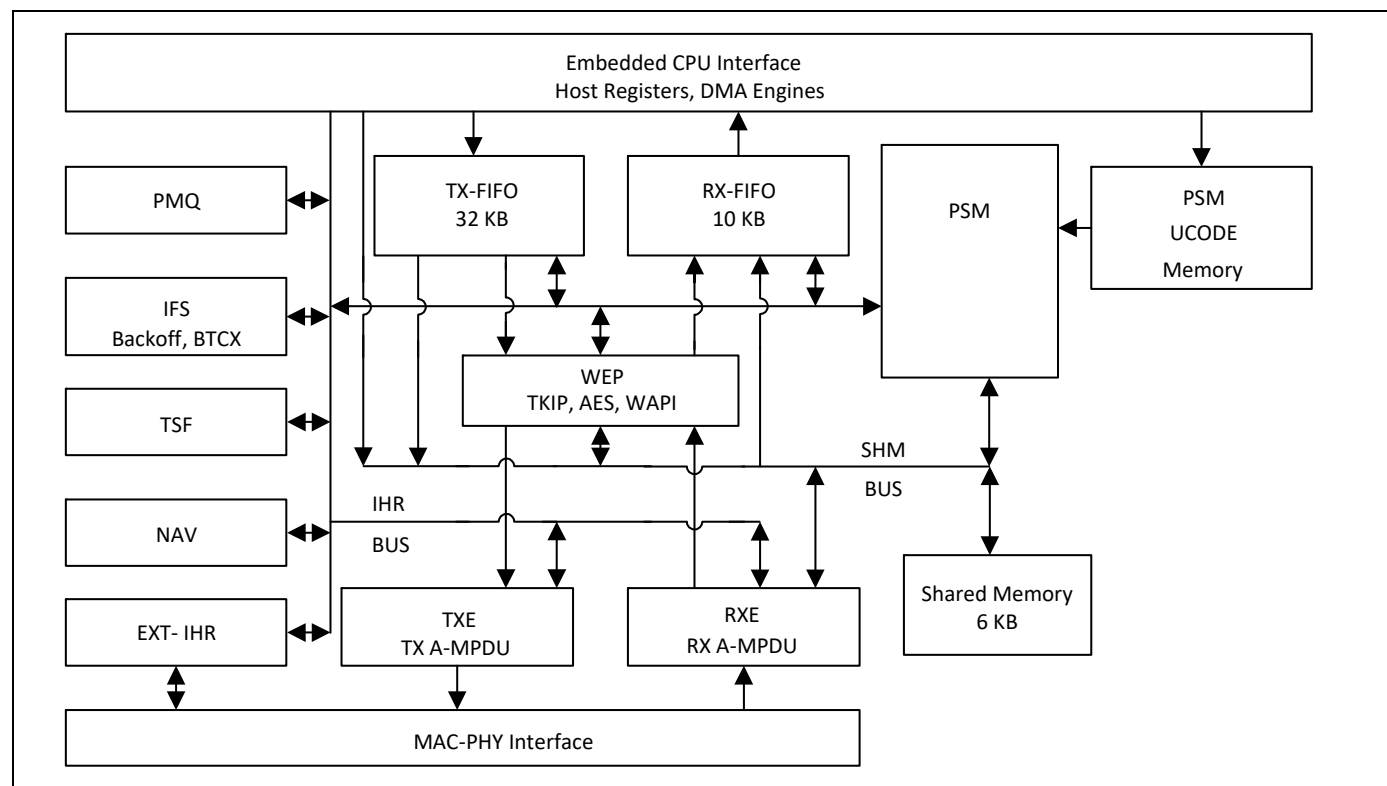 Embedded CPU Interface
Host Registers, DMA Engines
TX-FIFO
32 KB
RX-FIFO
10 KB
PSM
PSM
UCODE
Memory
PMQ
IFS
Backoff, BTCX
WEP
TKIP, AES, WAPI
TSF
SHM
BUS
IHR
BUS
NAV
Shared Memory
6 KB
EXT- IHR
TXE
TX A-MPDU
RXE
RX A-MPDU
MAC-PHY Interface